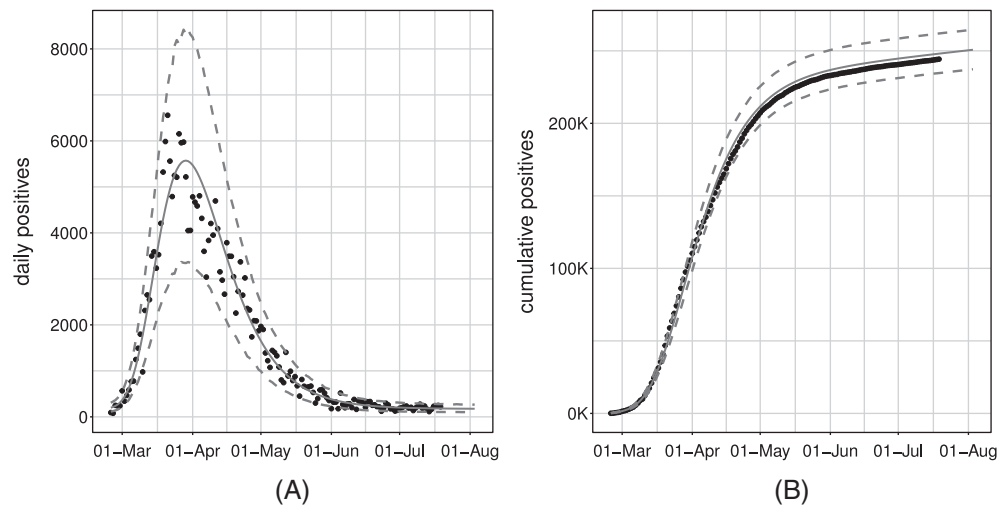 daily positives
8000
6000
4000
2000
0
01−Mar 01−Apr 01−May 01−Jun 01−Jul 01−Aug
(A)
cumulative positives
200K
100K
0K
01−Mar 01−Apr 01−May 01−Jun 01−Jul 01−Aug
(B)